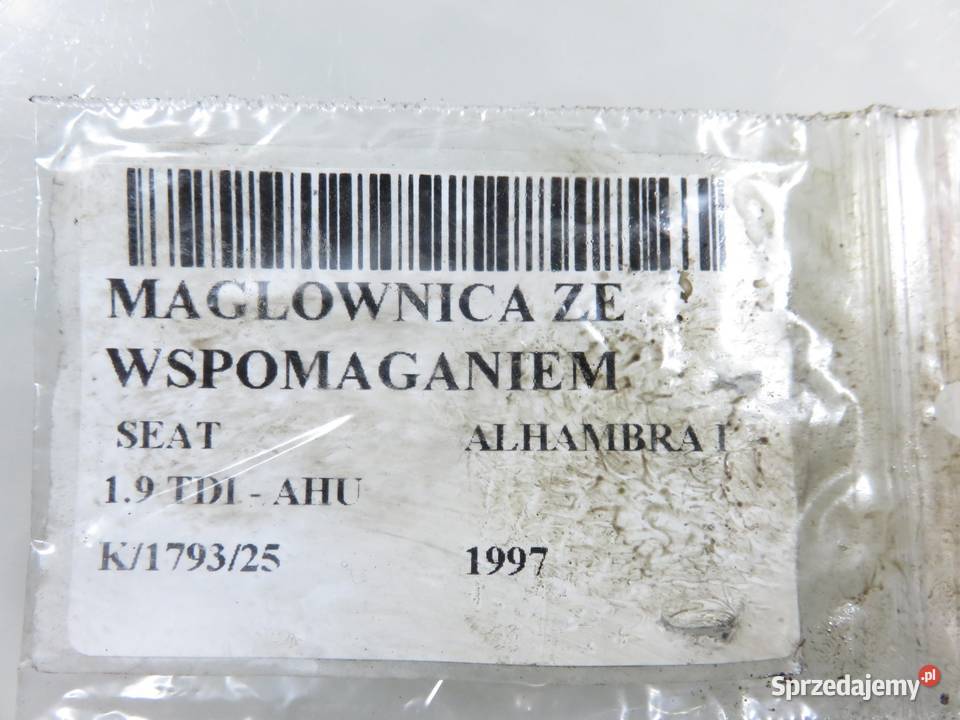 MAGLOWNICA ZE
WSPOMAGANIEM
SEAT ALHAMBRA I
1.9 TDI - AHU
K/1793/25 1997
Sprzedajemy.pl